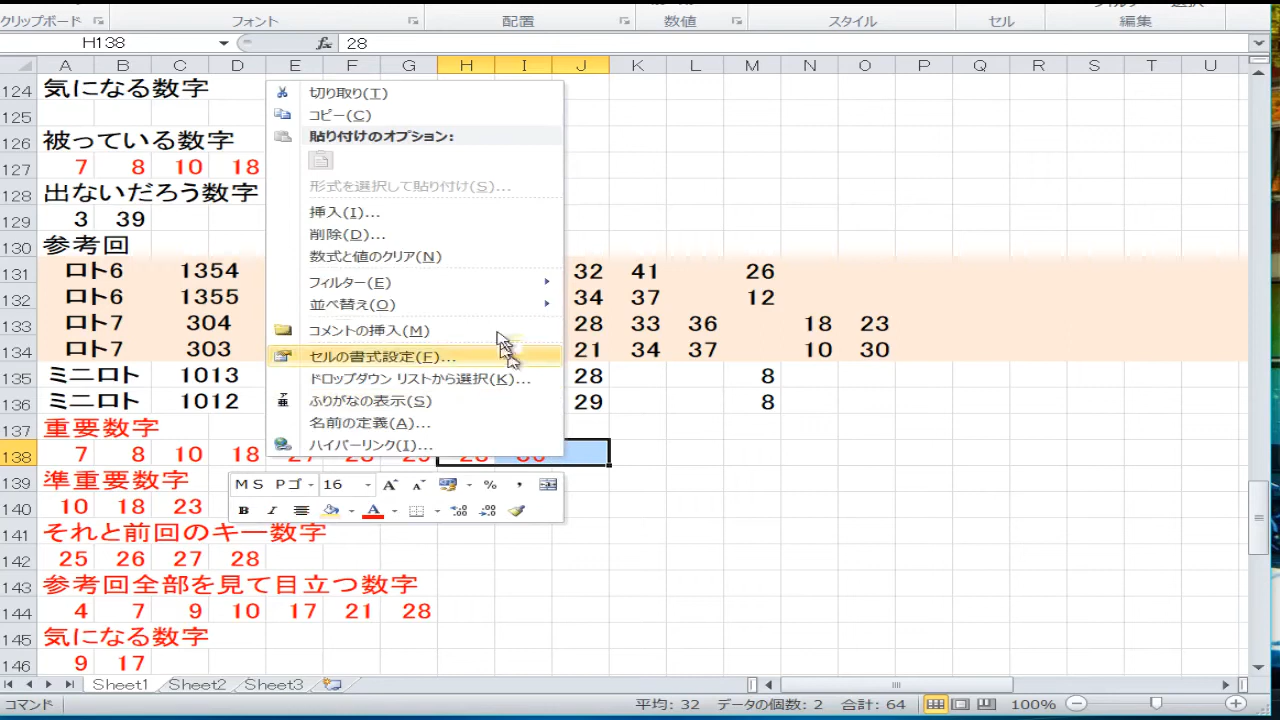 クリップボード フォント 配置 数値 スタイル セル 編集
H138 fx 28
A B C D E F G H I J K L M N O P Q R S T U
124 気になる数字
125
126 被っている数字
127 7 8 10 18
128 出ないだろう数字
129 3 39
130 参考回
131 ロト6 1354 32 41 26
132 ロト6 1355 34 37 12
133 ロト7 304 28 33 36 18 23
134 ロト7 303 21 34 37 10 30
135 ミニロト 1013 28 8
136 ミニロト 1012 29 8
137 重要数字
138 7 8 10 18
139 準重要数字
140 10 18 23
141 それと前回のキー数字
142 25 26 27 28
143 参考回全部を見て目立つ数字
144 4 7 9 10 17 21 28
145 気になる数字
146 9 17
切り取り(T)
コピー(C)
貼り付けのオプション:
形式を選択して貼り付け(S)...
挿入(I)...
削除(D)...
数式と値のクリア(N)
フィルター(E)
並べ替え(O)
コメントの挿入(M)
セルの書式設定(F)...
ドロップダウン リストから選択(K)...
ふりがなの表示(S)
名前の定義(A)...
ハイパーリンク(I)...
ＭＳ Ｐゴ 16 A A % ,
B I A
Sheet1 Sheet2 Sheet3
コマンド 平均: 32 データの個数: 2 合計: 64 100%